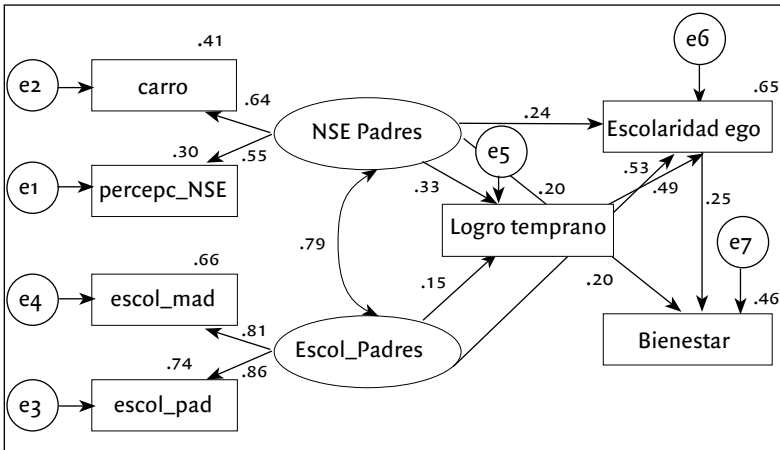 .41
e6
e2
carro
.65
.64
NSE Padres
.24
Escolaridad ego
e5
.30
.55
.53
e1
percepc_NSE
.33
.20
.49
Logro temprano
.25
.79
e7
.66
.15
.20
e4
escol_mad
.46
.81
Escol_Padres
Bienestar
.74
.86
e3
escol_pad